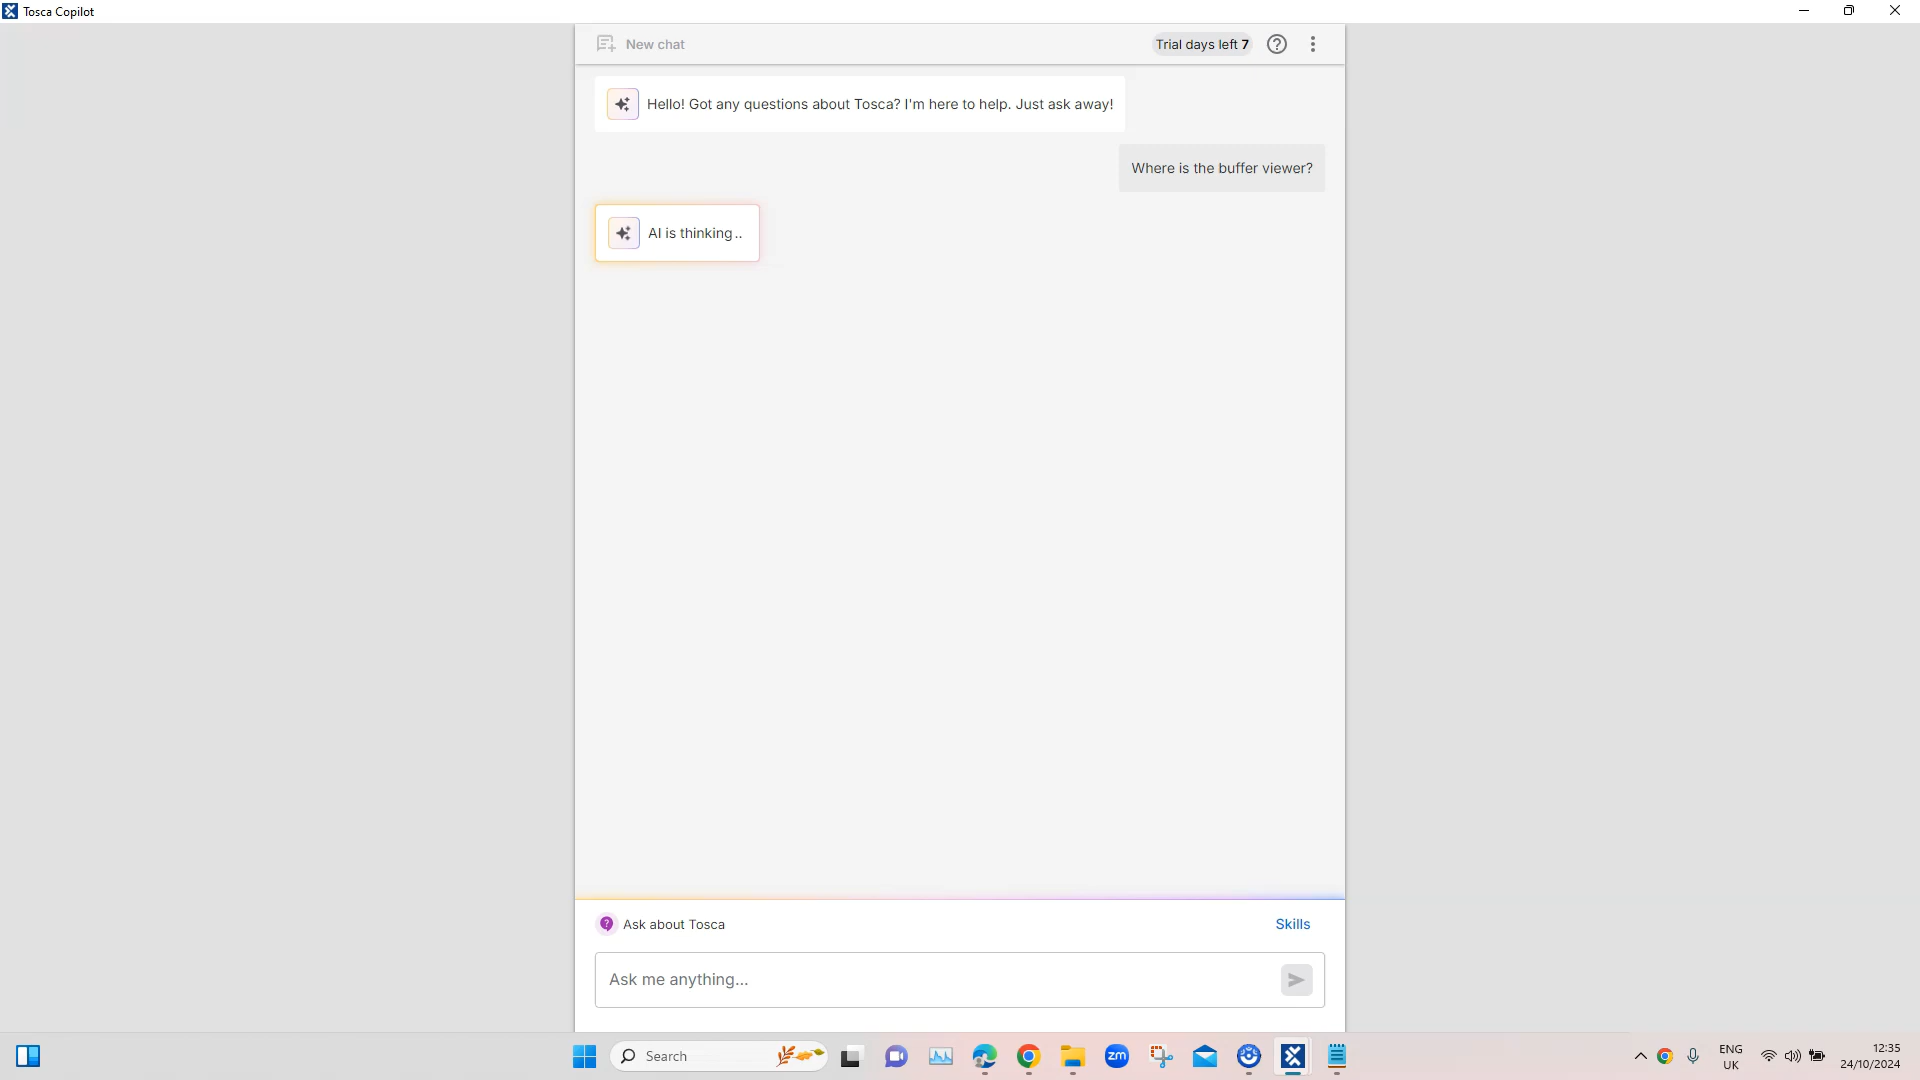 Tosca Copilot
New chat
Trial days left 7
Hello! Got any questions about Tosca? I'm here to help. Just ask away!
Where is the buffer viewer?
AI is thinking..
Ask about Tosca
Skills
Ask me anything...
Search
zm
ENG
UK
12:35
24/10/2024